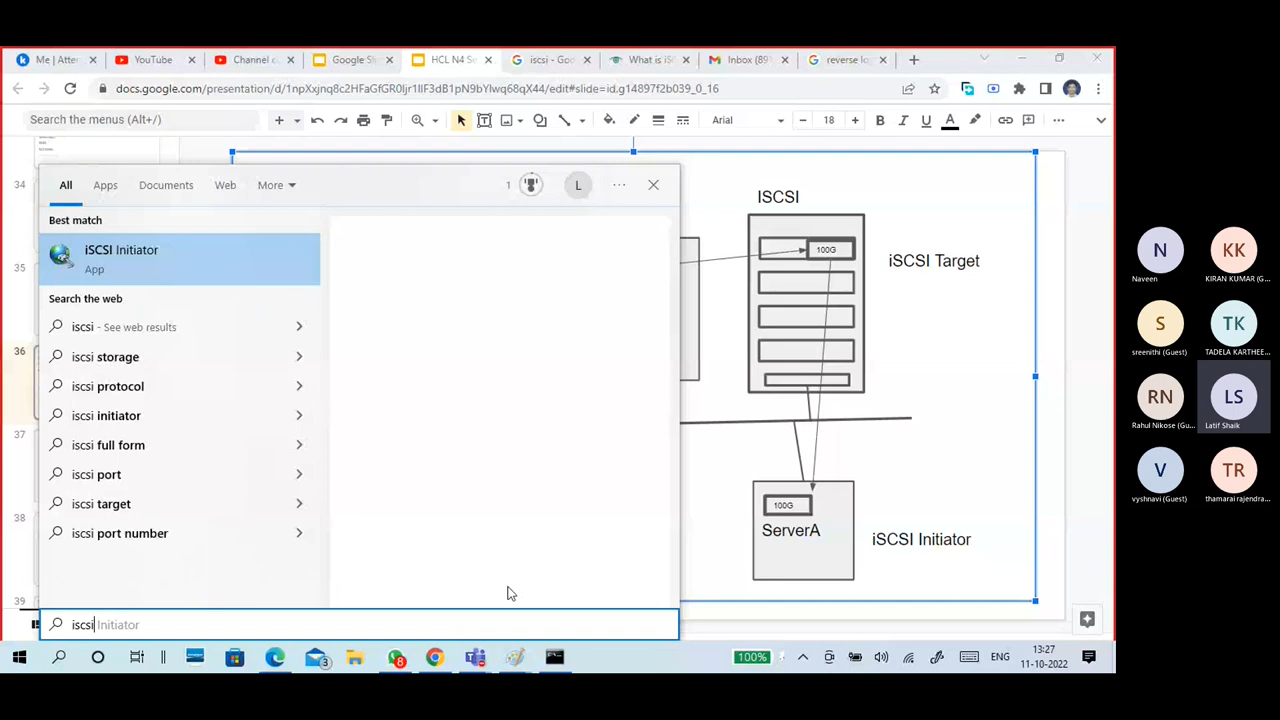 Me | Atter
YouTube
Channel c
Google Sl
HCL N4 Se
iscsi - Goo
What is iS
Inbox (89
reverse lo
docs.google.com/presentation/d/1npXxjnq8c2HFaGfGR0ljr1lIF3dB1pN9bYlwq68qX44/edit#slide=id.g14897f2b039_0_16
Search the menus (Alt+/)
Arial
18
B I U A
34
35
36
37
38
39
All
Apps
Documents
Web
More
1
L
Best match
iSCSI Initiator
App
Search the web
iscsi - See web results
iscsi storage
iscsi protocol
iscsi initiator
iscsi full form
iscsi port
iscsi target
iscsi port number
iscsi Initiator
ISCSI
100G
iSCSI Target
100G
ServerA
iSCSI Initiator
N
Naveen
KK
KIRAN KUMAR (G...
S
sreenithi (Guest)
TK
TADELA KARTHEE...
RN
Rahul Nikose (Gu...
LS
Latif Shaik
V
vyshnavi (Guest)
TR
thamarai rajendra...
3
8
100%
ENG
13:27
11-10-2022